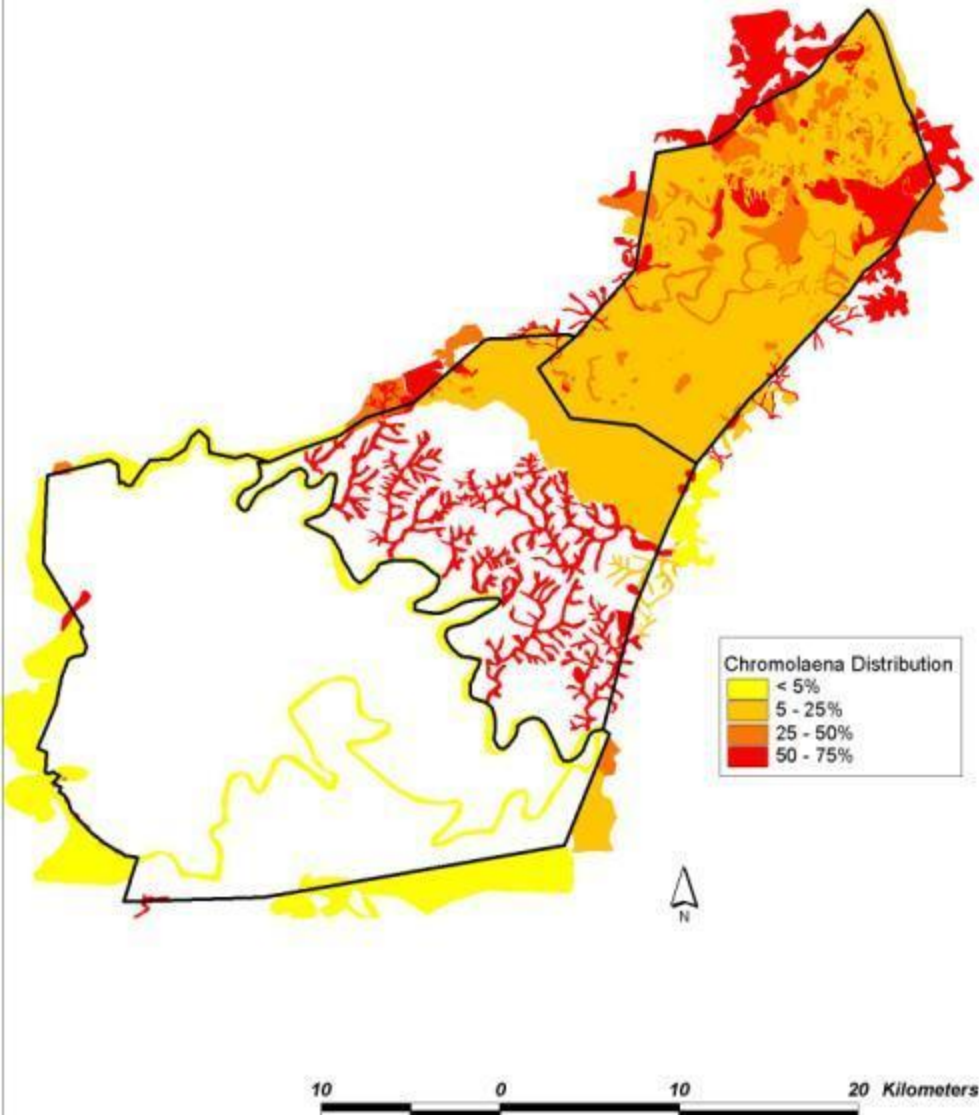 Chromolaena Distribution
< 5%
5 - 25%
25 - 50%
50 - 75%
N
10 0 10 20 Kilometers